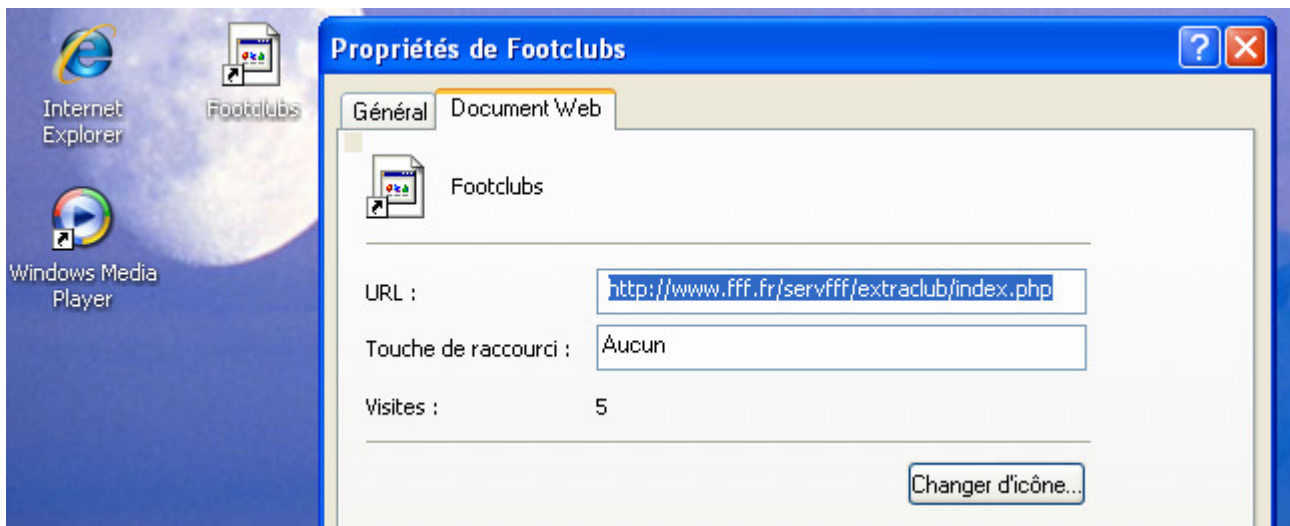 Internet
Explorer
Footclubs
Windows Media
Player
Propriétés de Footclubs
?
Général
Document Web
Footclubs
URL :
http://www.fff.fr/servfff/extraclub/index.php
Touche de raccourci :
Aucun
Visites :
5
Changer d'icône...